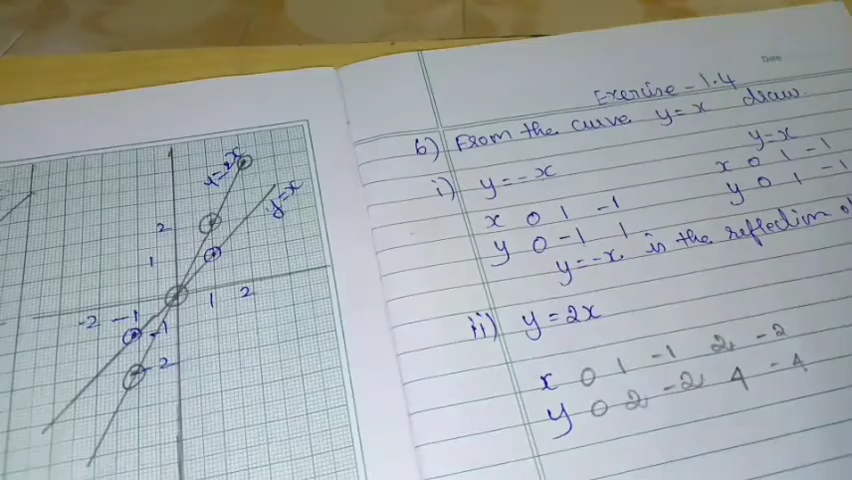 Date
Exercise - 1.4
6) From the curve y=x draw
i) y=-x
y=x
x 0 1 -1
x 0 1 -1
y 0 -1 1
y 0 1 -1
y=-x is the reflection
ii) y=2x
x 0 1 -1 2 -2
y 0 2 -2 4 -4
y=2x
y=x
2
1
-2 -1 1 2
-1
-2